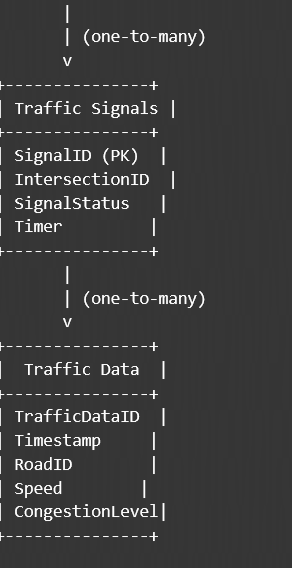 |
| (one-to-many)
v
+---------------+
| Traffic Signals |
+---------------+
| SignalID (PK)  |
| IntersectionID  |
| SignalStatus   |
| Timer         |
+---------------+
|
| (one-to-many)
v
+---------------+
|  Traffic Data  |
+---------------+
| TrafficDataID  |
| Timestamp     |
| RoadID        |
| Speed        |
| CongestionLevel|
+---------------+